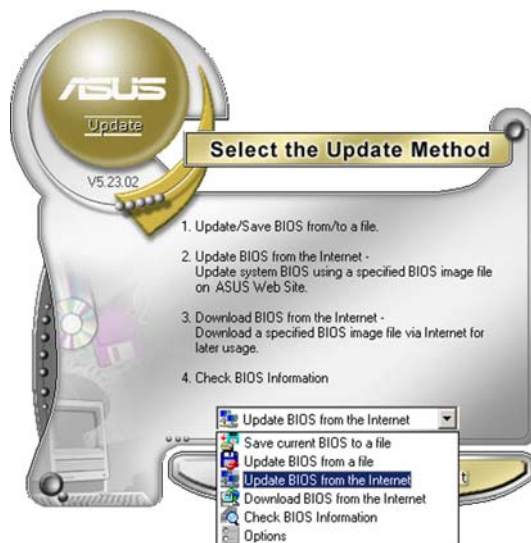 ASUS
Update
V5.23.02
Select the Update Method
1. Update/Save BIOS from/to a file.
2. Update BIOS from the Internet -
Update system BIOS using a specified BIOS image file
on ASUS Web Site.
3. Download BIOS from the Internet -
Download a specified BIOS image file via Internet for
later usage.
4. Check BIOS Information
Update BIOS from the Internet
Save current BIOS to a file
Update BIOS from a file
Update BIOS from the Internet
Download BIOS from the Internet
Check BIOS Information
Options